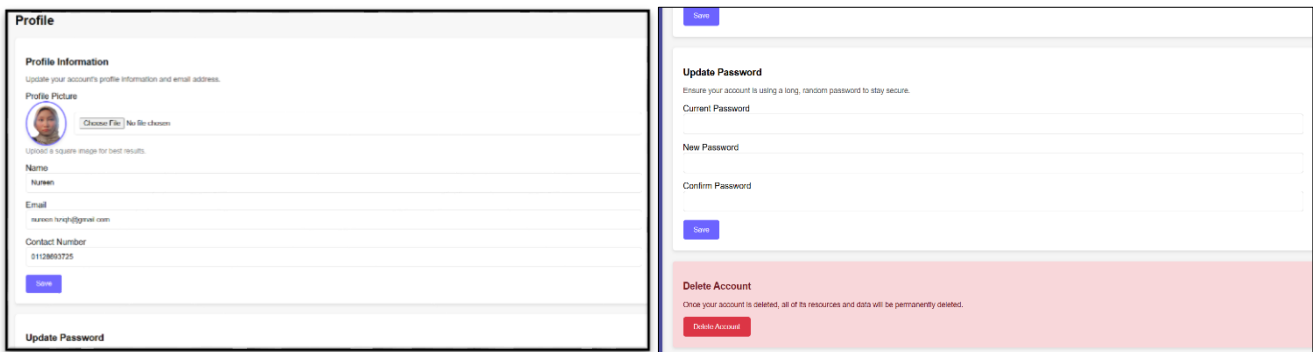 Profile
Profile Information
Update your account's profile information and email address.
Profile Picture
Choose File No file chosen
Upload a square image for best results.
Name
Nureen
Email
@gmail.com
Contact Number
01128693725
Save
Update Password
Save
Update Password
Ensure your account is using a long, random password to stay secure.
Current Password
New Password
Confirm Password
Save
Delete Account
Once your account is deleted, all of its resources and data will be permanently deleted.
Delete Account